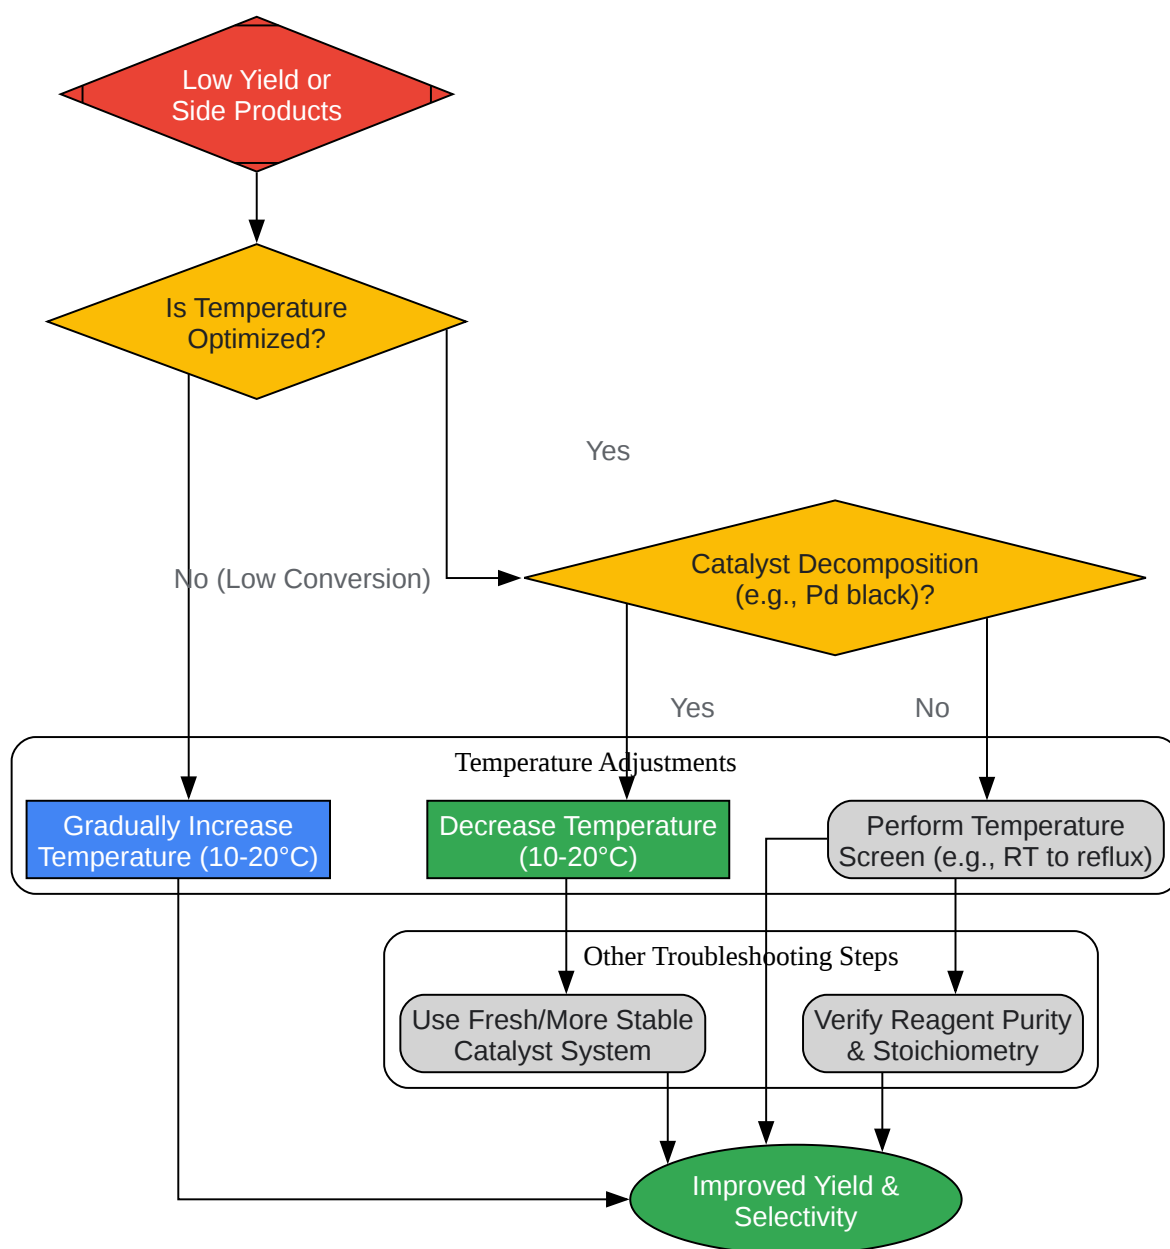 Low Yield or
Side Products
Is Temperature
Optimized?
Yes
No (Low Conversion)
Catalyst Decomposition
(e.g., Pd black)?
Yes
No
Temperature Adjustments
Gradually Increase
Temperature (10-20°C)
Decrease Temperature
(10-20°C)
Perform Temperature
Screen (e.g., RT to reflux)
Other Troubleshooting Steps
Use Fresh/More Stable
Catalyst System
Verify Reagent Purity
& Stoichiometry
Improved Yield &
Selectivity